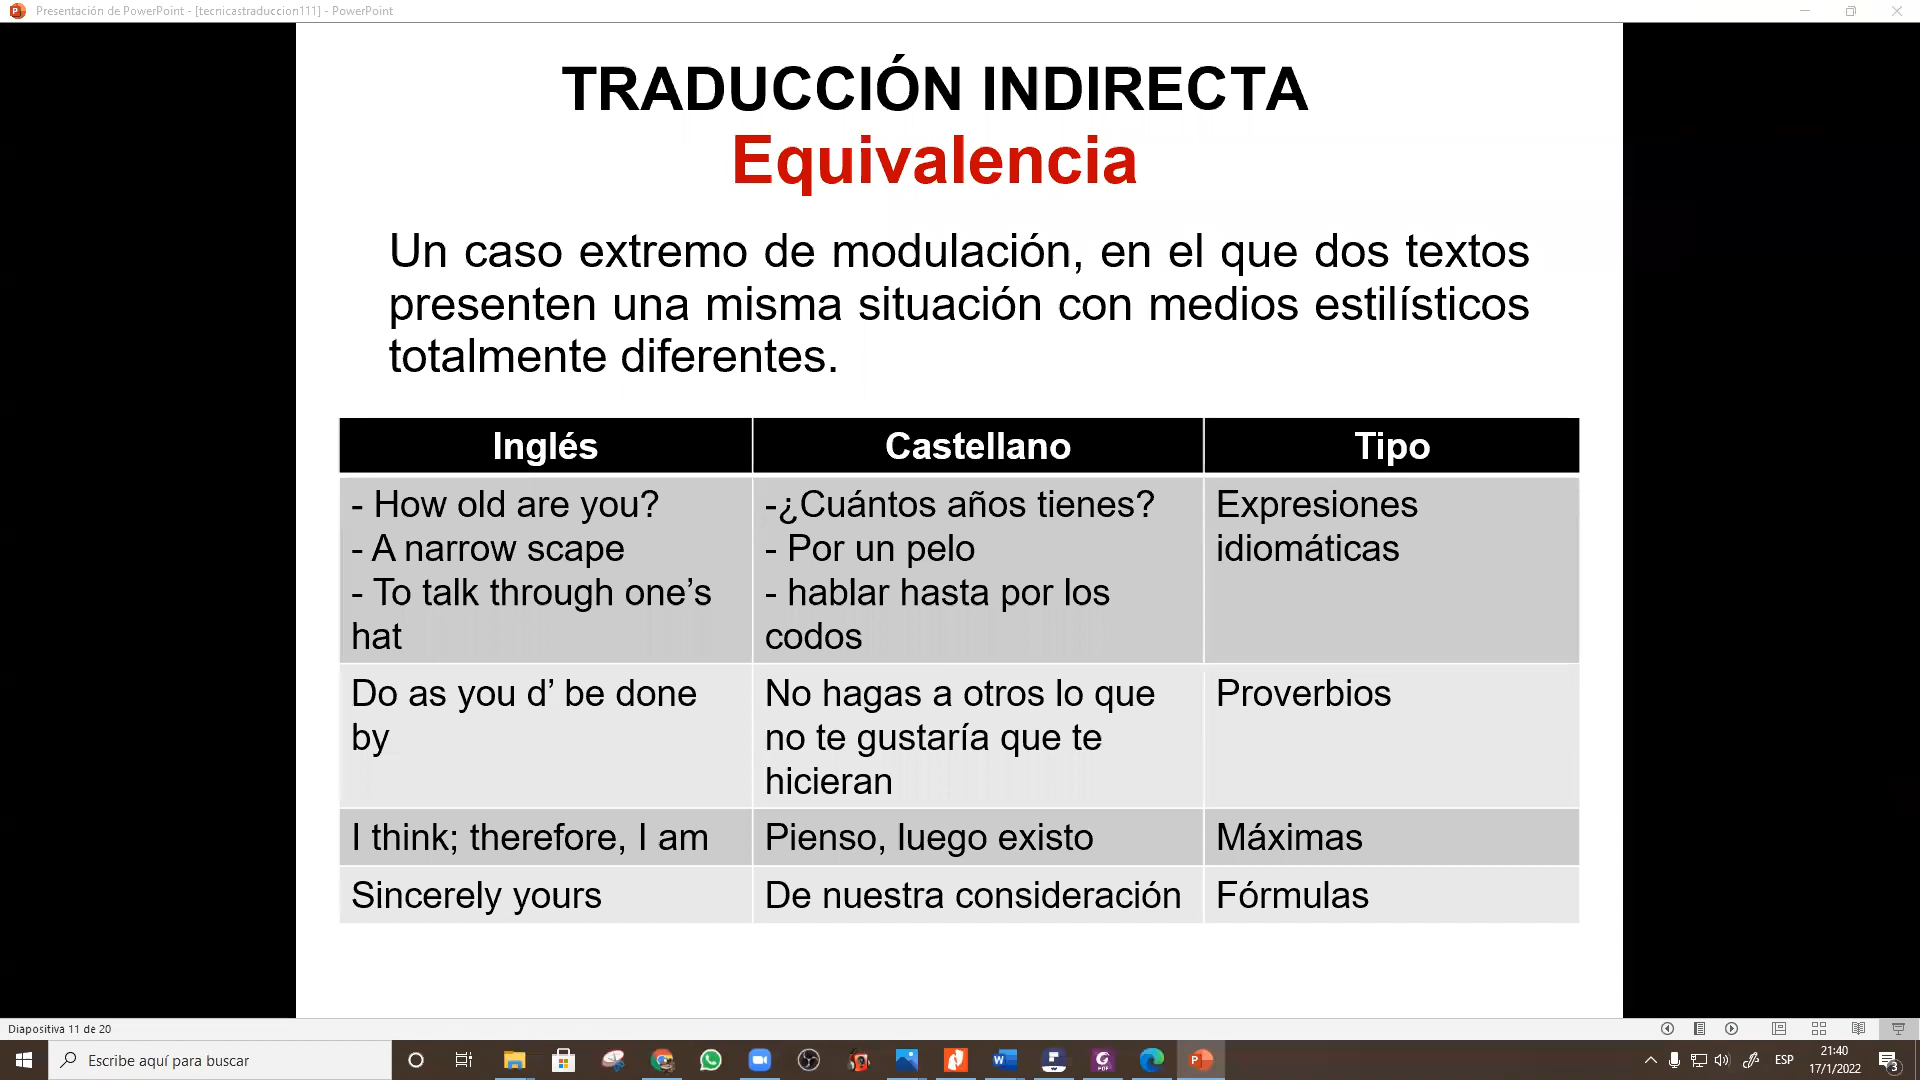 Presentación de PowerPoint - [tecnicastraduccion111] - PowerPoint
TRADUCCIÓN INDIRECTA
Equivalencia
Un caso extremo de modulación, en el que dos textos
presenten una misma situación con medios estilísticos
totalmente diferentes.
Inglés
Castellano
Tipo
- How old are you?
- A narrow scape
- To talk through one’s
hat
-¿Cuántos años tienes?
- Por un pelo
- hablar hasta por los
codos
Expresiones
idiomáticas
Do as you d’ be done
by
No hagas a otros lo que
no te gustaría que te
hicieran
Proverbios
I think; therefore, I am
Pienso, luego existo
Máximas
Sincerely yours
De nuestra consideración
Fórmulas
Diapositiva 11 de 20
Escribe aquí para buscar
ESP
21:40
17/1/2022
3